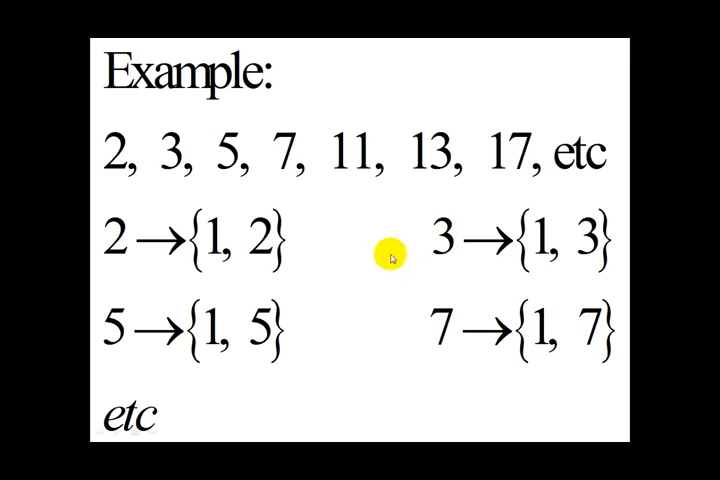 Example:
2, 3, 5, 7, 11, 13, 17, etc
2→{1, 2} 3→{1, 3}
5→{1, 5} 7→{1, 7}
etc